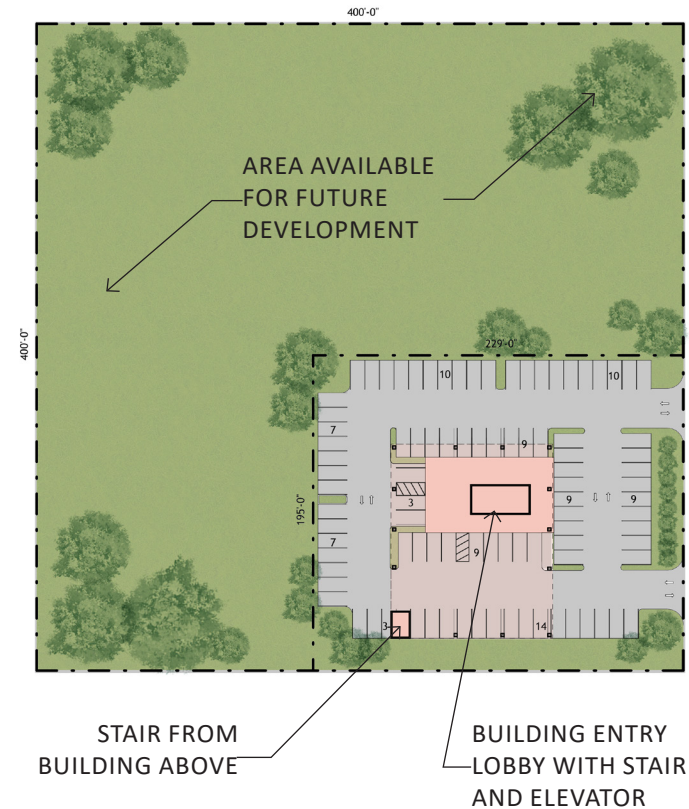 400'-0"
AREA AVAILABLE
FOR FUTURE
DEVELOPMENT
400'-0"
229'-0"
10
10
7
9
3
9
9
195'-0"
7
9
3
14
STAIR FROM
BUILDING ABOVE
BUILDING ENTRY
LOBBY WITH STAIR
AND ELEVATOR